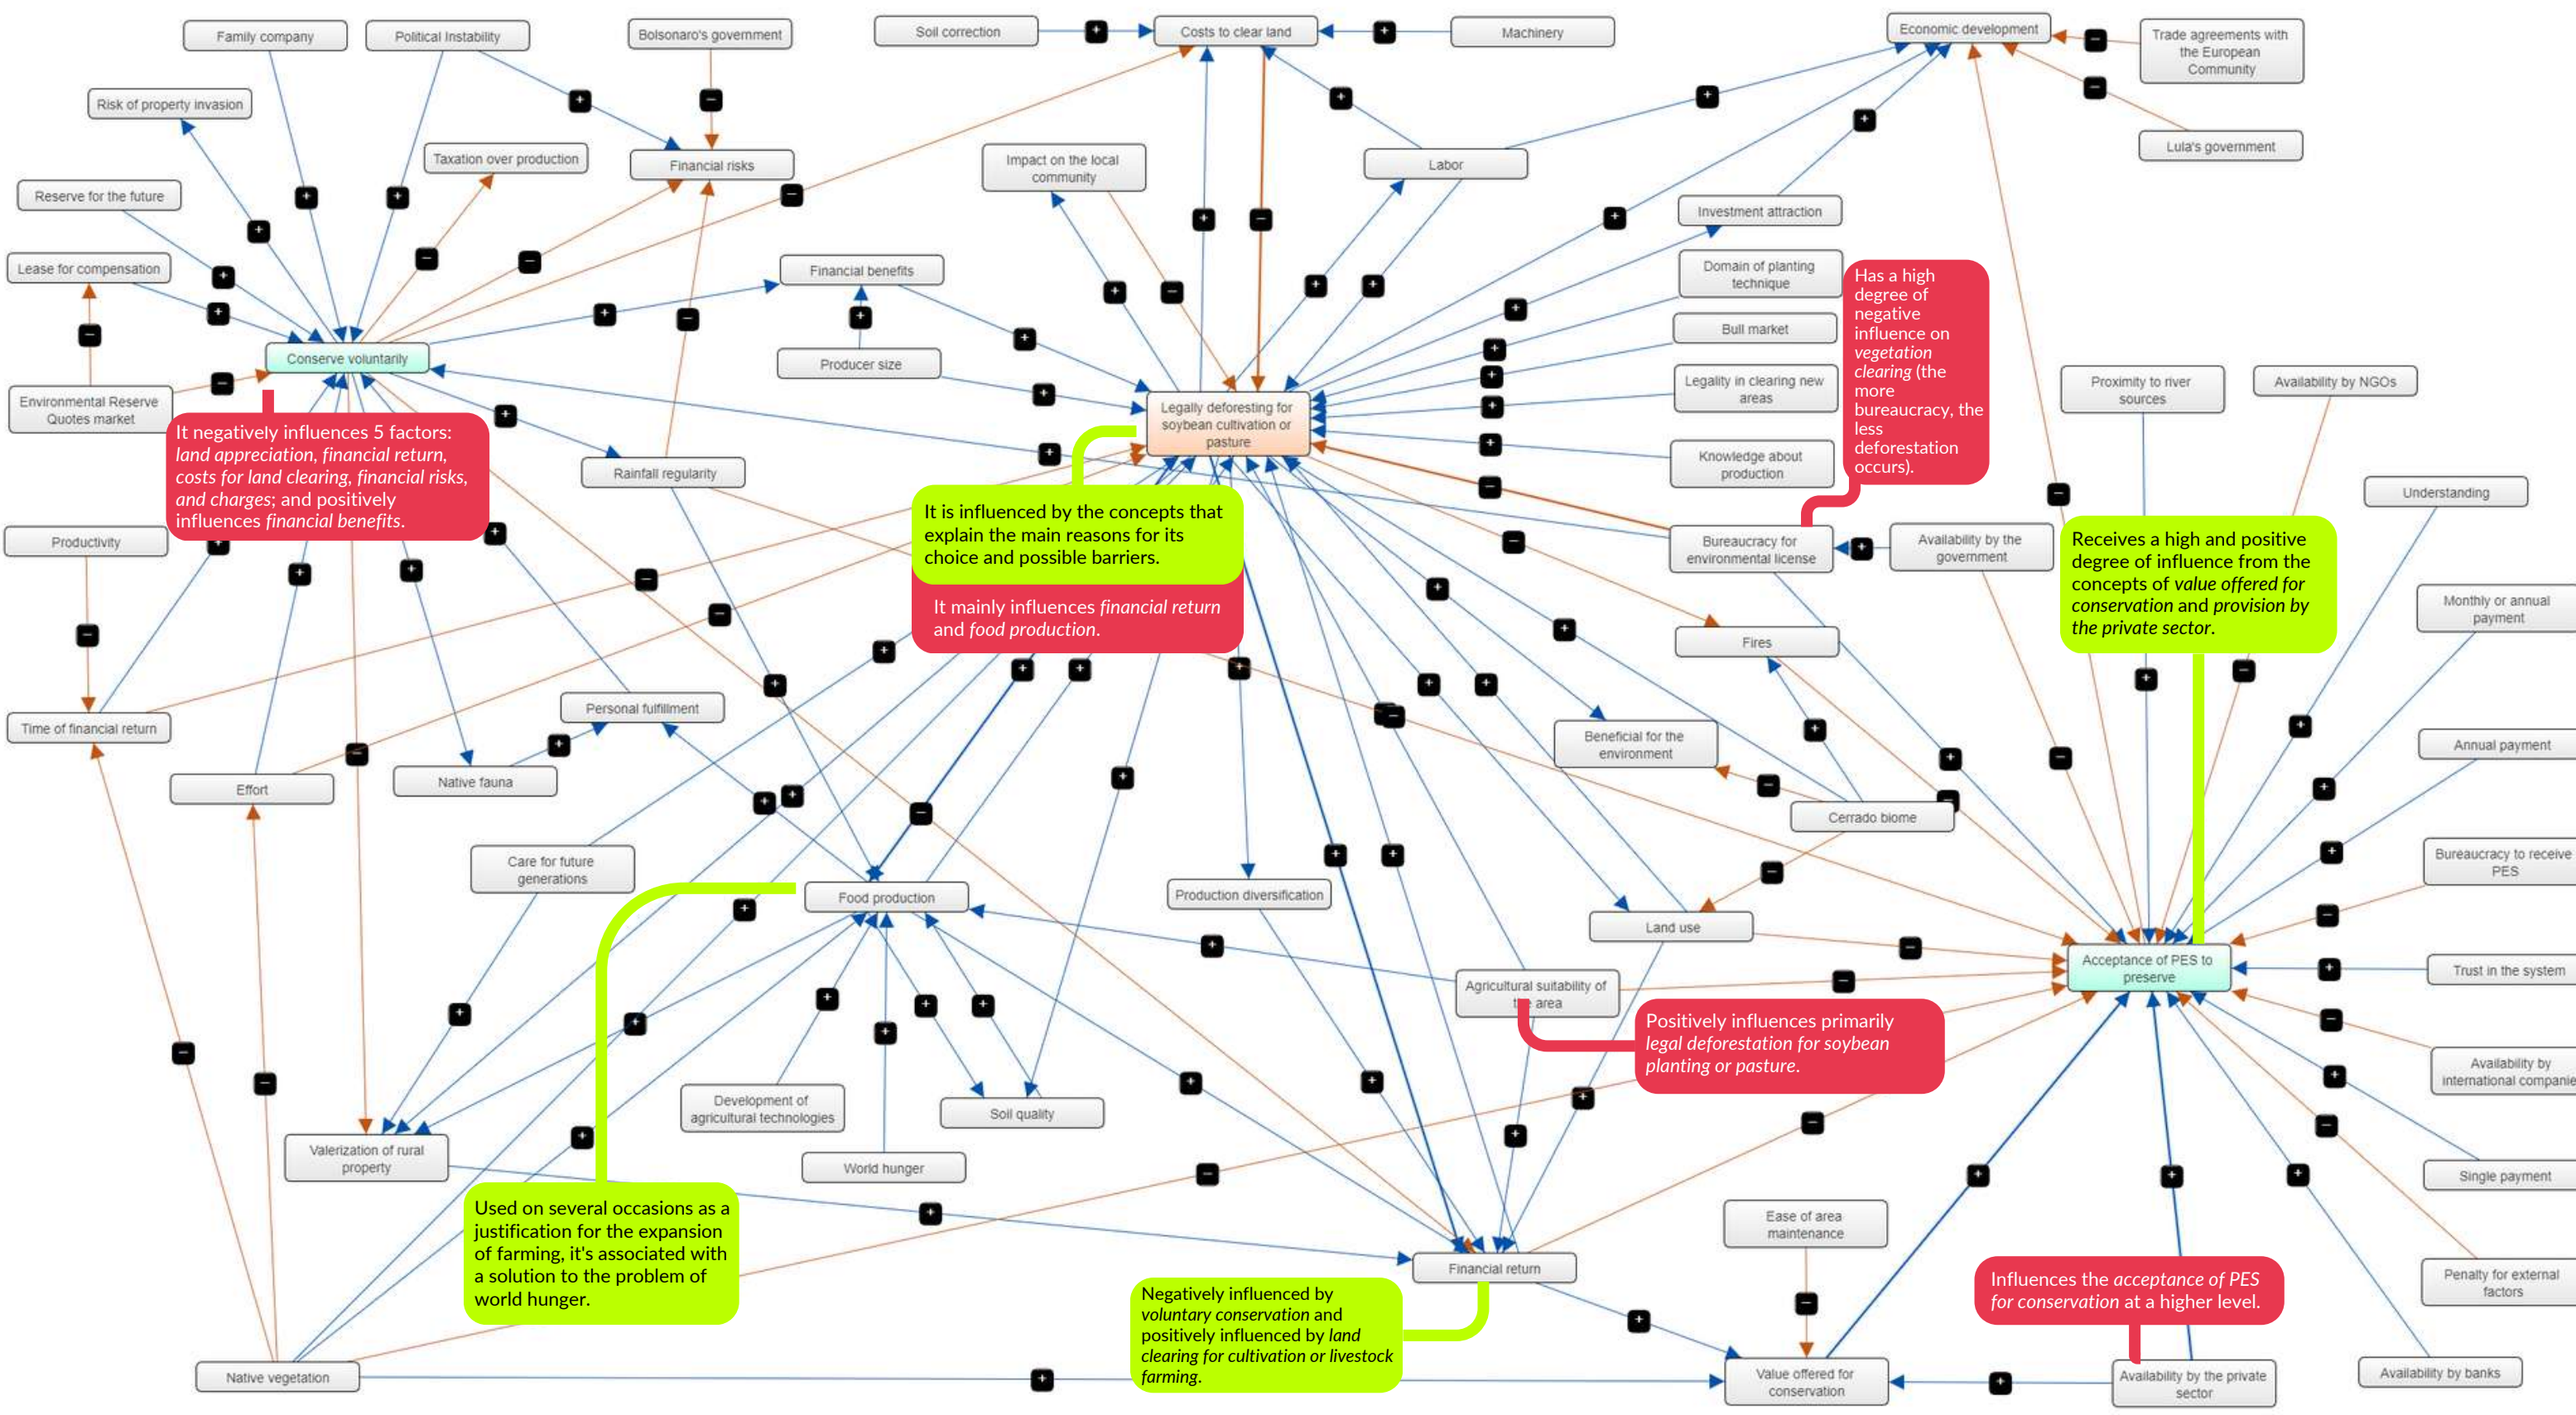 Family company
Political Instability
Bolsonaro's government
Soil correction
Costs to clear land
Machinery
Economic development
Trade agreements with
the European
Community
Risk of property invasion
Taxation over production
Financial risks
Impact on the local
community
Labor
Lula's government
Reserve for the future
Investment attraction
Lease for compensation
Financial benefits
Domain of planting
technique
Has a high
degree of
negative
influence on
vegetation
clearing (the
more
bureaucracy, the
less
deforestation
occurs).
Bull market
Conserve voluntarily
Producer size
Legality in clearing new
areas
Proximity to river
sources
Availability by NGOs
Environmental Reserve
Quotes market
Legally deforesting for
soybean cultivation or
pasture
It negatively influences 5 factors:
land appreciation, financial return,
costs for land clearing, financial risks,
and charges; and positively
influences financial benefits.
Rainfall regularity
Knowledge about
production
Understanding
It is influenced by the concepts that
explain the main reasons for its
choice and possible barriers.
It mainly influences financial return
and food production.
Productivity
Bureaucracy for
environmental license
Availability by the
government
Receives a high and positive
degree of influence from the
concepts of value offered for
conservation and provision by
the private sector.
Monthly or annual
payment
Fires
Time of financial return
Personal fulfillment
Beneficial for the
environment
Annual payment
Effort
Native fauna
Cerrado biome
Care for future
generations
Bureaucracy to receive
PES
Food production
Production diversification
Land use
Acceptance of PES to
preserve
Trust in the system
Agricultural suitability of
area
Positively influences primarily
legal deforestation for soybean
planting or pasture.
Availability by
international companie
Development of
agricultural technologies
Soil quality
Valerization of rural
property
World hunger
Single payment
Used on several occasions as a
justification for the expansion
of farming, it's associated with
a solution to the problem of
world hunger.
Ease of area
maintenance
Financial return
Negatively influenced by
voluntary conservation and
positively influenced by land
clearing for cultivation or livestock
farming.
Influences the acceptance of PES
for conservation at a higher level.
Penalty for external
factors
Native vegetation
Value offered for
conservation
Availability by the private
sector
Availability by banks